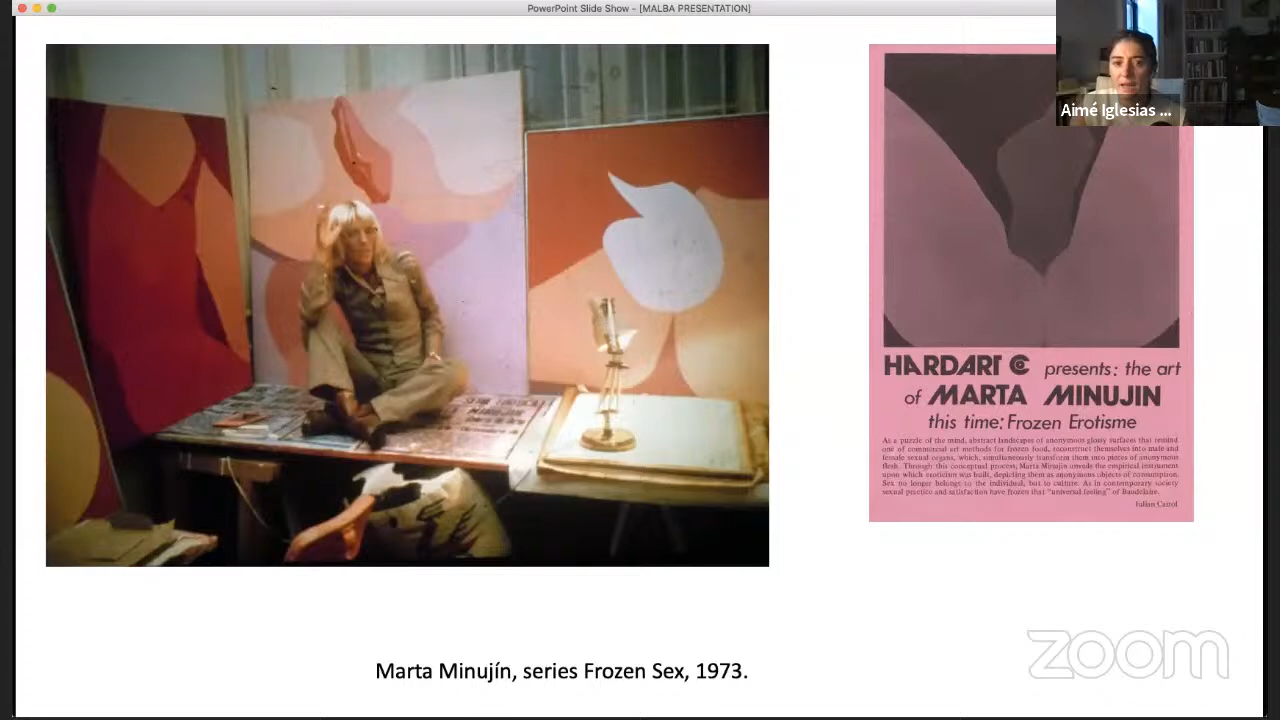 PowerPoint Slide Show - [MALBA PRESENTATION]
Aimé Iglesias ...
HARDART C presents: the art
of MARTA MINUJIN
this time: Frozen Erotisme
As a puzzle of the mind, abstract landscapes of anonymous glossy surfaces that remind
one of commercial art methods for frozen food, reconstruct themselves into male and
female sexual organs, which, simultaneously transform them into pieces of anonymous
flesh. Through this conceptual process, Marta Minujin unveils the empirical instrument
upon which eroticism was built, depicting them as anonymous objects of consumption.
Sex no longer belongs to the individual, but to culture. As in contemporary society
sexual practice and satisfaction have frozen that "universal feeling" of Baudelaire.
Julian Cairol
Marta Minujín, series Frozen Sex, 1973.
zoom